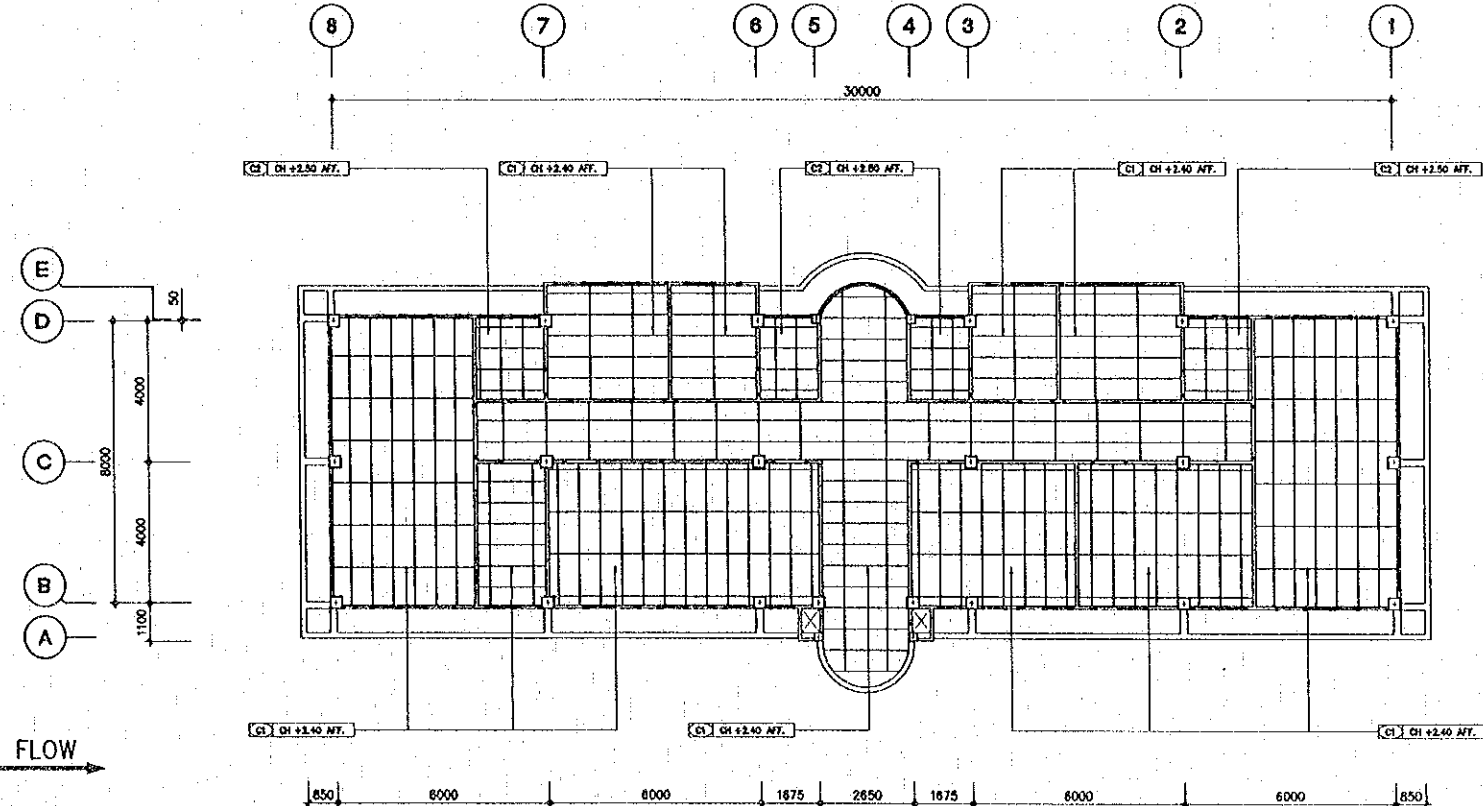 8 7 6 5 4 3 2 1
30000
C2 CH +2.50 AFF. C1 CH +2.40 AFF. C2 CH +2.50 AFF. C1 CH +2.40 AFF. C2 CH +2.50 AFF.
E
50
D
4000
8000
C
4000
B
1100
A
C1 CH +2.40 AFF. C1 CH +2.40 AFF. C1 CH +2.40 AFF.
FLOW
850 6000 6000 1675 2650 1675 6000 6000 850